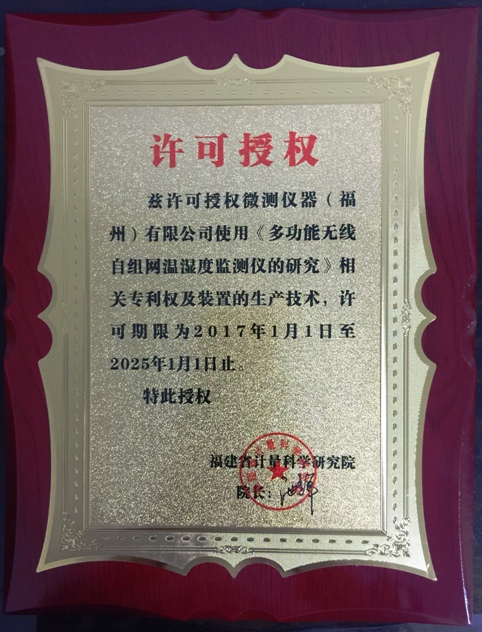 许可授权
兹许可授权微测仪器（福
州）有限公司使用《多功能无线
自组网温湿度监测仪的研究》相
关专利权及装置的生产技术，许
可期限为2017年1月1日至
2025年1月1日止。
特此授权
福建省计量科学研究院
院长：